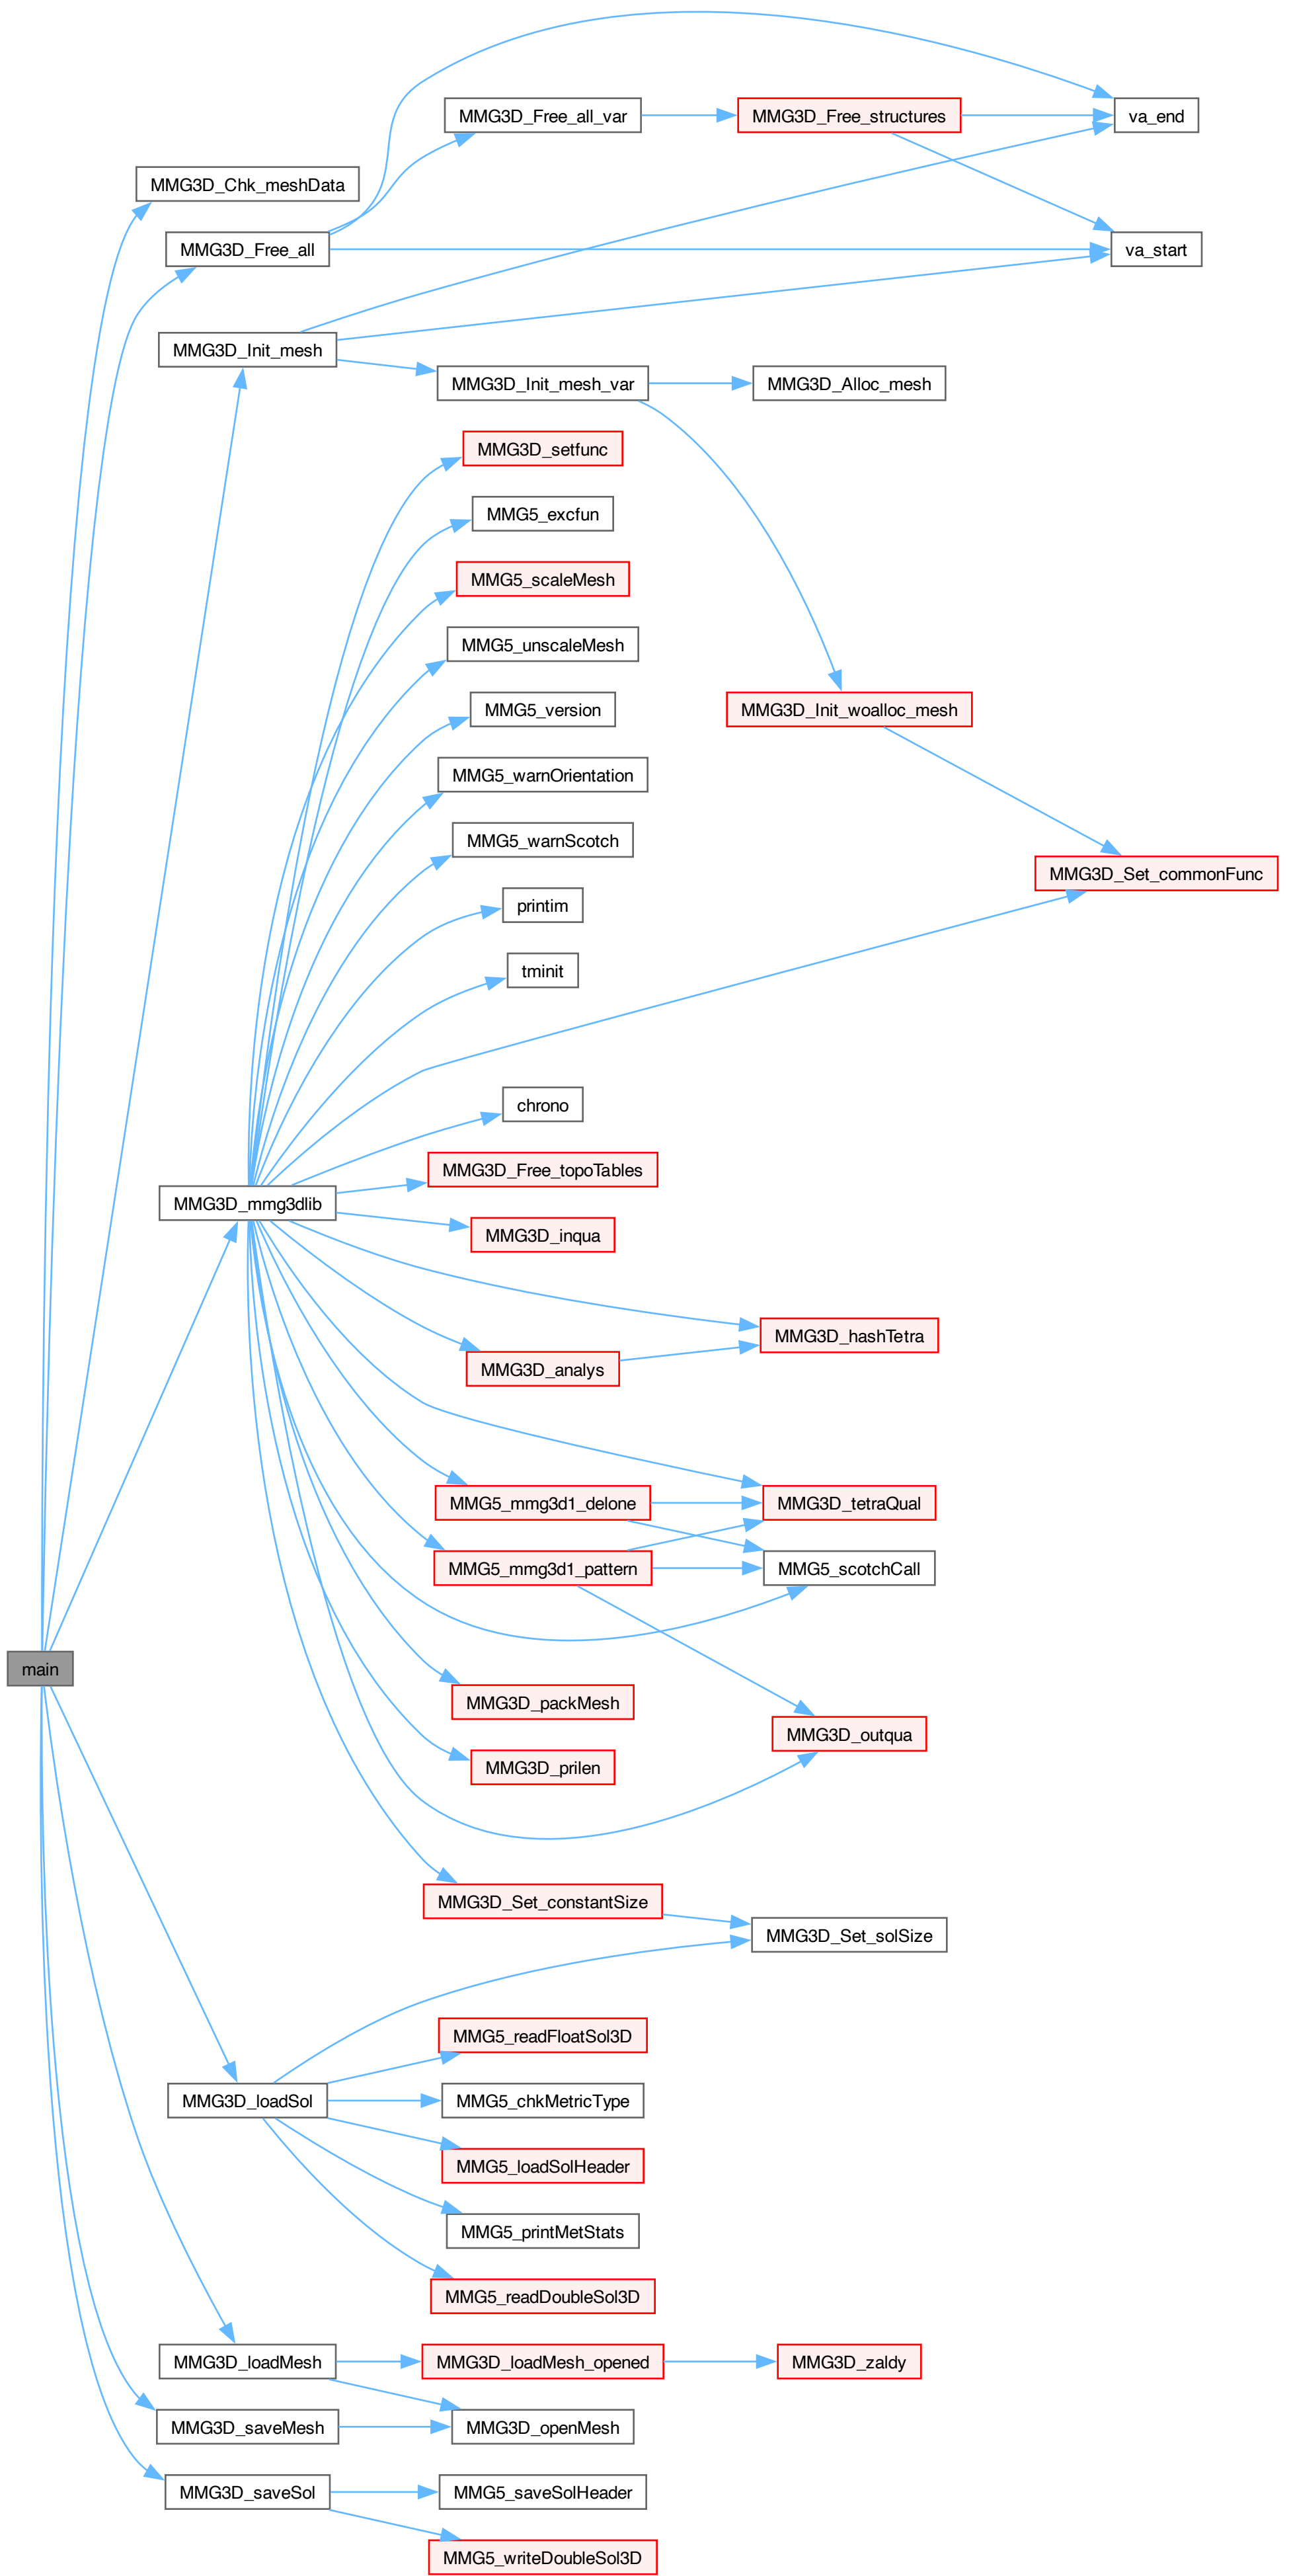 MMG3D_Free_all_var
MMG3D_Free_structures
va_end
MMG3D_Chk_meshData
MMG3D_Free_all
va_start
MMG3D_Init_mesh
MMG3D_Init_mesh_var
MMG3D_Alloc_mesh
MMG3D_setfunc
MMG5_excfun
MMG5_scaleMesh
MMG5_unscaleMesh
MMG5_version
MMG3D_Init_woalloc_mesh
MMG5_warnOrientation
MMG5_warnScotch
MMG3D_Set_commonFunc
printim
tminit
chrono
MMG3D_Free_topoTables
MMG3D_mmg3dlib
MMG3D_inqua
MMG3D_hashTetra
MMG3D_analys
MMG5_mmg3d1_delone
MMG3D_tetraQual
MMG5_mmg3d1_pattern
MMG5_scotchCall
main
MMG3D_packMesh
MMG3D_outqua
MMG3D_prilen
MMG3D_Set_constantSize
MMG3D_Set_solSize
MMG5_readFloatSol3D
MMG3D_loadSol
MMG5_chkMetricType
MMG5_loadSolHeader
MMG5_printMetStats
MMG5_readDoubleSol3D
MMG3D_loadMesh
MMG3D_loadMesh_opened
MMG3D_zaldy
MMG3D_saveMesh
MMG3D_openMesh
MMG3D_saveSol
MMG5_saveSolHeader
MMG5_writeDoubleSol3D